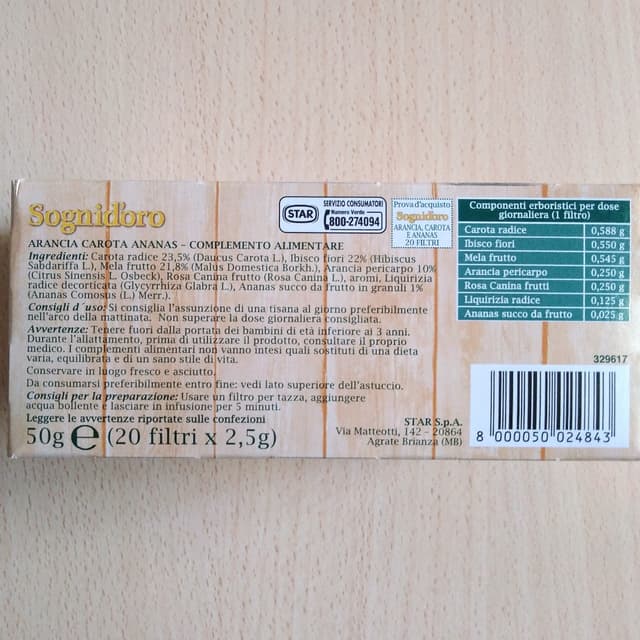 Sognid'oro
STAR
SERVIZIO CONSUMATORI
Numero Verde
800-274094
Prova d'acquisto
Sognid'oro
ARANCIA, CAROTA
E ANANAS
20 FILTRI
ARANCIA CAROTA ANANAS – COMPLEMENTO ALIMENTARE
Ingredienti: Carota radice 23,5% (Daucus Carota L.), Ibisco fiori 22% (Hibiscus
Sabdariffa L.), Mela frutto 21,8% (Malus Domestica Borkh.), Arancia pericarpo 10%
(Citrus Sinensis L. Osbeck), Rosa Canina frutto (Rosa Canina L.), aromi, Liquirizia
radice decorticata (Glycyrrhiza Glabra L.), Ananas succo da frutto in granuli 1%
(Ananas Comosus (L.) Merr.).
Consigli d'uso: Si consiglia l'assunzione di una tisana al giorno preferibilmente
nell'arco della mattinata. Non superare la dose giornaliera consigliata.
Avvertenze: Tenere fuori dalla portata dei bambini di età inferiore ai 3 anni.
Durante l'allattamento, prima di utilizzare il prodotto, consultare il proprio
medico. I complementi alimentari non vanno intesi quali sostituti di una dieta
varia, equilibrata e di un sano stile di vita.
Conservare in luogo fresco e asciutto.
Da consumarsi preferibilmente entro fine: vedi lato superiore dell'astuccio.
Consigli per la preparazione: Usare un filtro per tazza, aggiungere
acqua bollente e lasciare in infusione per 5 minuti.
Leggere le avvertenze riportate sulle confezioni
50g e (20 filtri x 2,5g)
STAR S.p.A.
Via Matteotti, 142 - 20864
Agrate Brianza (MB)
Componenti erboristici per dose
giornaliera (1 filtro)
Carota radice 0,588 g
Ibisco fiori 0,550 g
Mela frutto 0,545 g
Arancia pericarpo 0,250 g
Rosa Canina frutti 0,250 g
Liquirizia radice 0,125 g
Ananas succo da frutto 0,025 g
329617
8 000050 024843